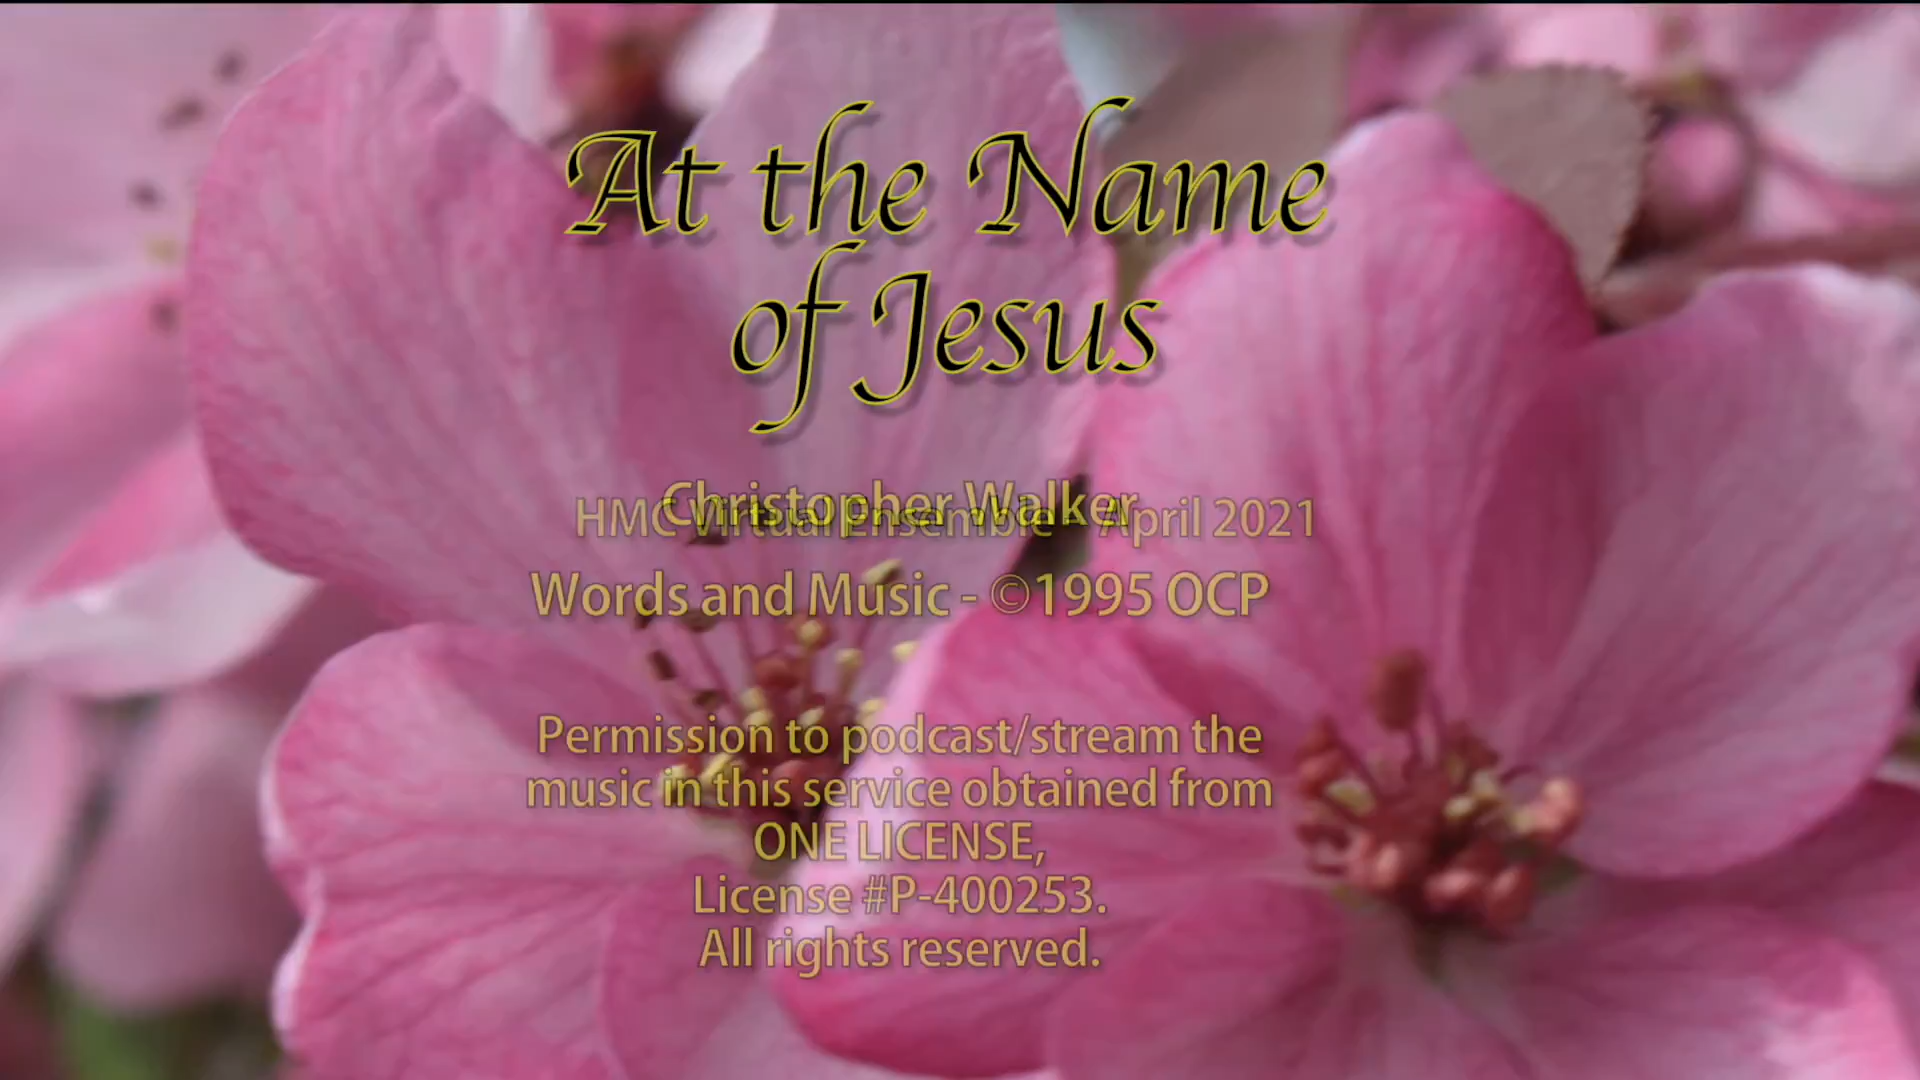 At the Name
of Jesus
Christopher Walker
HMC Virtual Ensemble - April 2021
Words and Music - ©1995 OCP
Permission to podcast/stream the
music in this service obtained from
ONE LICENSE,
License #P-400253.
All rights reserved.